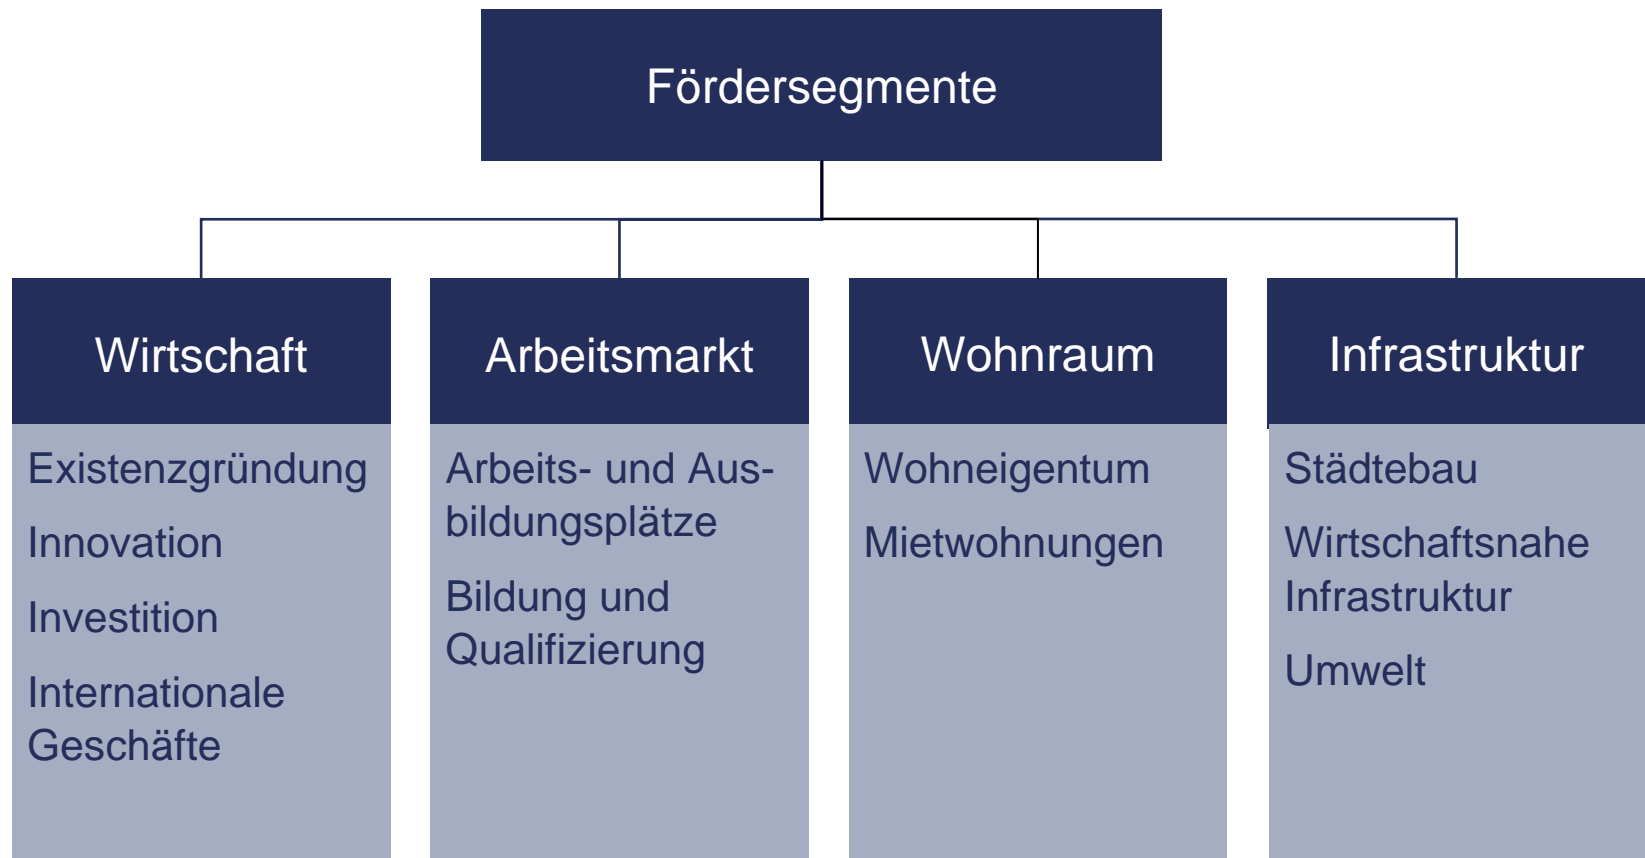 Fördersegmente
Wirtschaft
Existenzgründung
Innovation
Investition
Internationale
Geschäfte
Arbeitsmarkt
Arbeits- und Aus-
bildungsplätze
Bildung und
Qualifizierung
Wohnraum
Wohneigentum
Mietwohnungen
Infrastruktur
Städtebau
Wirtschaftsnahe
Infrastruktur
Umwelt